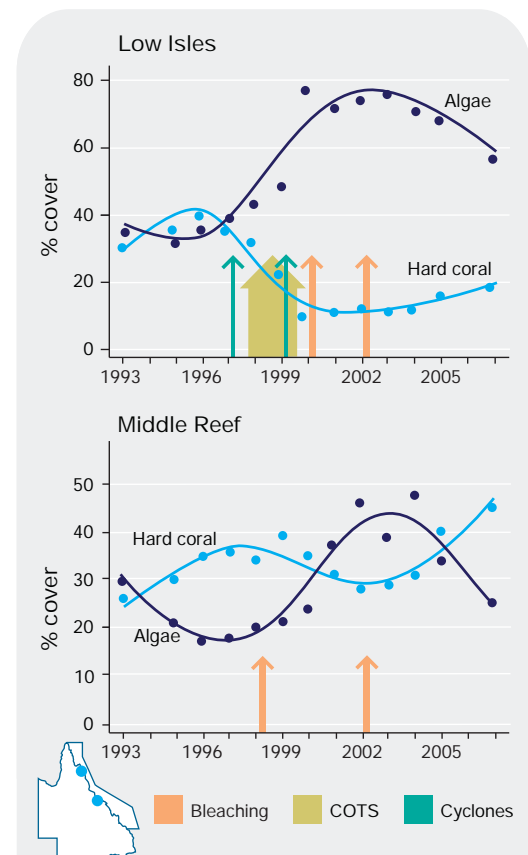 Low Isles
% cover
80
60
40
20
0
Algae
Hard coral
1993 1996 1999 2002 2005
Middle Reef
% cover
50
40
30
20
10
0
Hard coral
Algae
1993 1996 1999 2002 2005
Bleaching COTS Cyclones